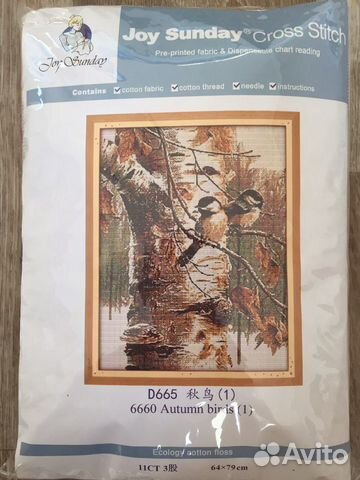 Joy Sunday® Cross Stitch
Pre-printed fabric & Dispensable chart reading
Joy Sunday
Contains ✓cotton fabric ✓cotton thread ✓needle ✓instructions
D665 秋鸟(1)
6660 Autumn birds(1)
Ecology cotton floss
11CT 3股 64×79cm
Avito